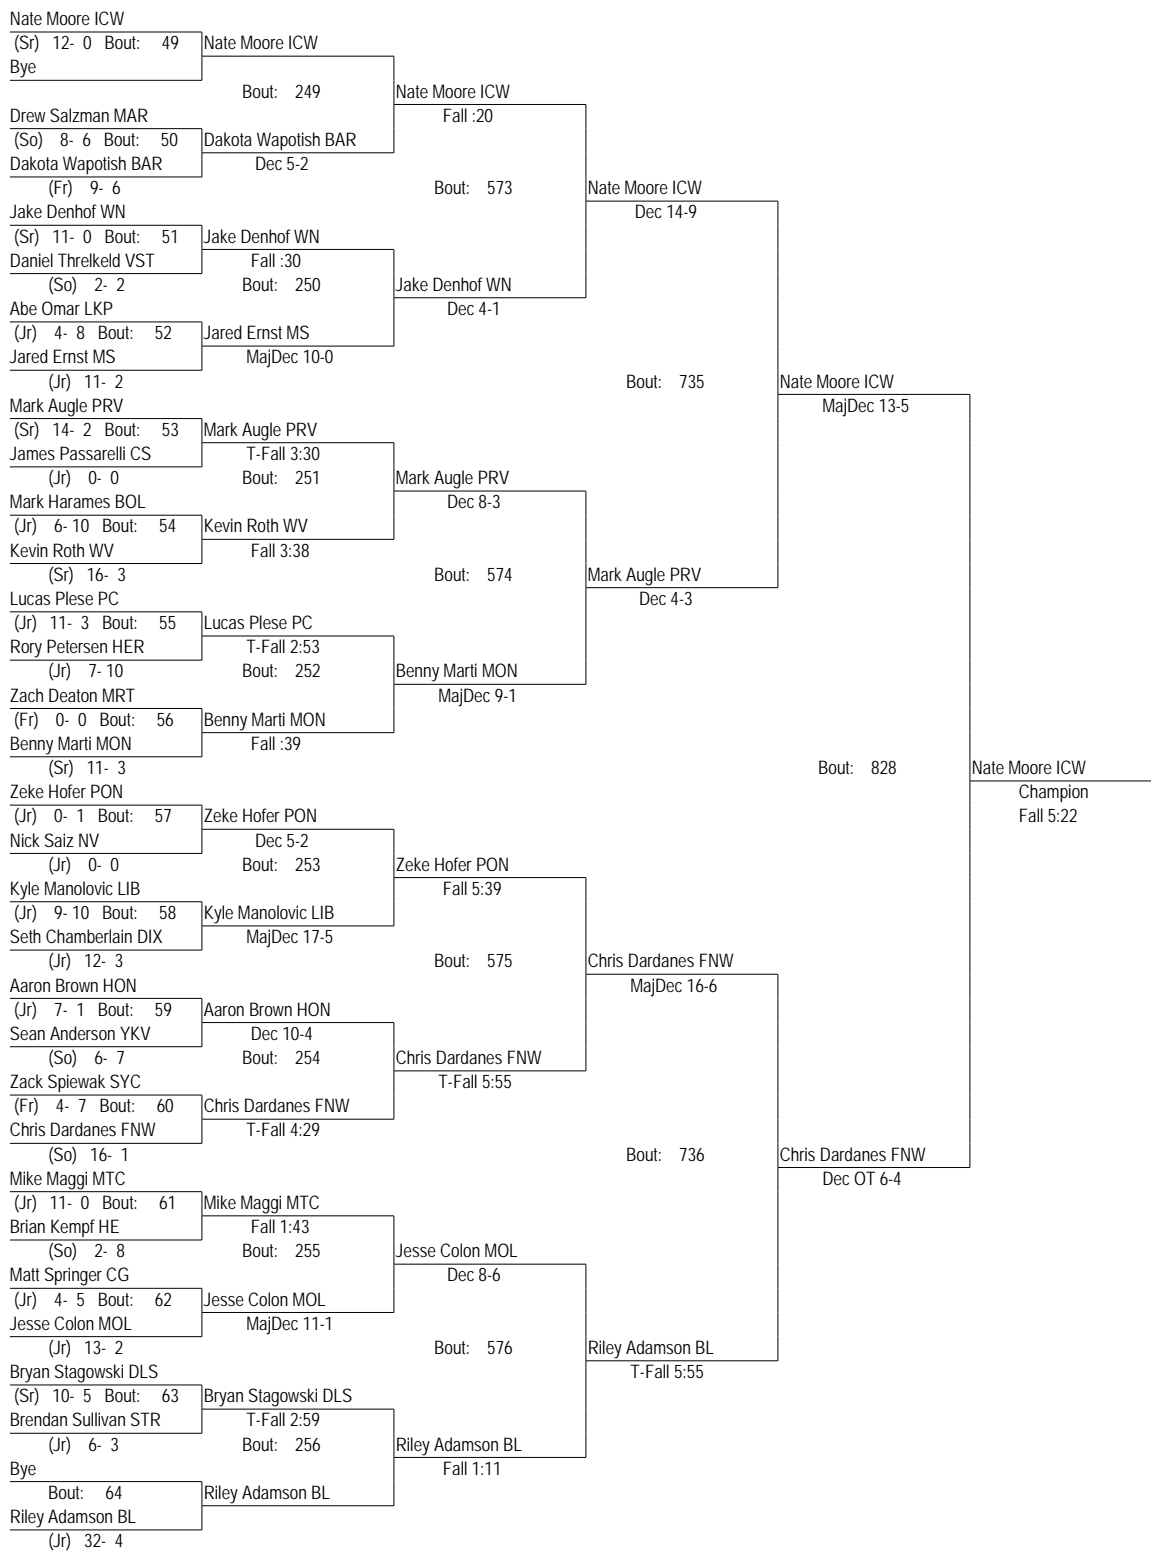 Nate Moore ICW
(Sr) 12- 0 Bout: 49 Nate Moore ICW
Bye
Bout: 249 Nate Moore ICW
Drew Salzman MAR Fall :20
(So) 8- 6 Bout: 50 Dakota Wapotish BAR
Dakota Wapotish BAR Dec 5-2
(Fr) 9- 6 Bout: 573 Nate Moore ICW
Jake Denhof WN Dec 14-9
(Sr) 11- 0 Bout: 51 Jake Denhof WN
Daniel Threlkeld VST Fall :30
(So) 2- 2 Bout: 250 Jake Denhof WN
Abe Omar LKP Dec 4-1
(Jr) 4- 8 Bout: 52 Jared Ernst MS
Jared Ernst MS MajDec 10-0
(Jr) 11- 2 Bout: 735 Nate Moore ICW
Mark Augle PRV MajDec 13-5
(Sr) 14- 2 Bout: 53 Mark Augle PRV
James Passarelli CS T-Fall 3:30
(Jr) 0- 0 Bout: 251 Mark Augle PRV
Mark Harames BOL Dec 8-3
(Jr) 6- 10 Bout: 54 Kevin Roth WV
Kevin Roth WV Fall 3:38
(Sr) 16- 3 Bout: 574 Mark Augle PRV
Lucas Plese PC Dec 4-3
(Jr) 11- 3 Bout: 55 Lucas Plese PC
Rory Petersen HER T-Fall 2:53
(Jr) 7- 10 Bout: 252 Benny Marti MON
Zach Deaton MRT MajDec 9-1
(Fr) 0- 0 Bout: 56 Benny Marti MON
Benny Marti MON Fall :39
(Sr) 11- 3 Bout: 828 Nate Moore ICW
Zeke Hofer PON Champion
(Jr) 0- 1 Bout: 57 Zeke Hofer PON Fall 5:22
Nick Saiz NV Dec 5-2
(Jr) 0- 0 Bout: 253 Zeke Hofer PON
Kyle Manolovic LIB Fall 5:39
(Jr) 9- 10 Bout: 58 Kyle Manolovic LIB
Seth Chamberlain DIX MajDec 17-5
(Jr) 12- 3 Bout: 575 Chris Dardanes FNW
Aaron Brown HON MajDec 16-6
(Jr) 7- 1 Bout: 59 Aaron Brown HON
Sean Anderson YKV Dec 10-4
(So) 6- 7 Bout: 254 Chris Dardanes FNW
Zack Spiewak SYC T-Fall 5:55
(Fr) 4- 7 Bout: 60 Chris Dardanes FNW
Chris Dardanes FNW T-Fall 4:29
(So) 16- 1 Bout: 736 Chris Dardanes FNW
Mike Maggi MTC Dec OT 6-4
(Jr) 11- 0 Bout: 61 Mike Maggi MTC
Brian Kempf HE Fall 1:43
(So) 2- 8 Bout: 255 Jesse Colon MOL
Matt Springer CG Dec 8-6
(Jr) 4- 5 Bout: 62 Jesse Colon MOL
Jesse Colon MOL MajDec 11-1
(Jr) 13- 2 Bout: 576 Riley Adamson BL
Bryan Stagowski DLS T-Fall 5:55
(Sr) 10- 5 Bout: 63 Bryan Stagowski DLS
Brendan Sullivan STR T-Fall 2:59
(Jr) 6- 3 Bout: 256 Riley Adamson BL
Bye Fall 1:11
Bout: 64 Riley Adamson BL
Riley Adamson BL
(Jr) 32- 4